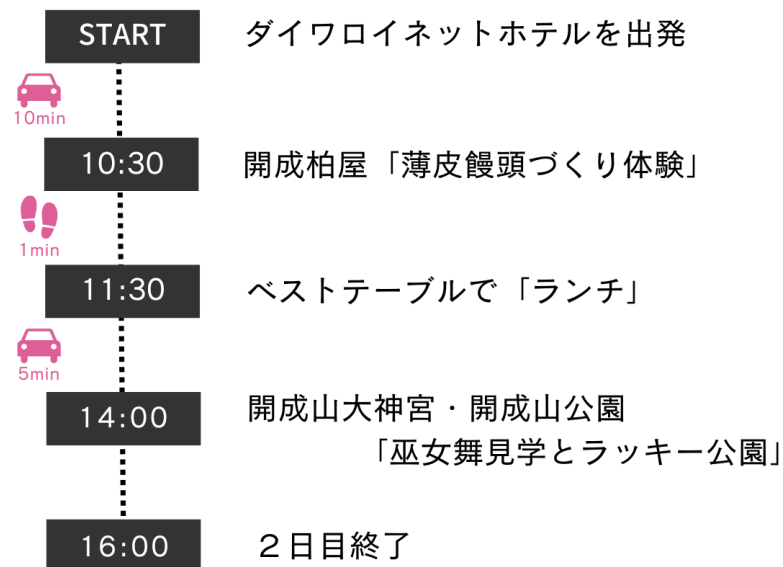 START ダイワロイネットホテルを出発
10min
10:30 開成柏屋「薄皮饅頭づくり体験」
1min
11:30 ベストテーブルで「ランチ」
5min
14:00 開成山大神宮・開成山公園
「巫女舞見学とラッキー公園」
16:00 2日目終了